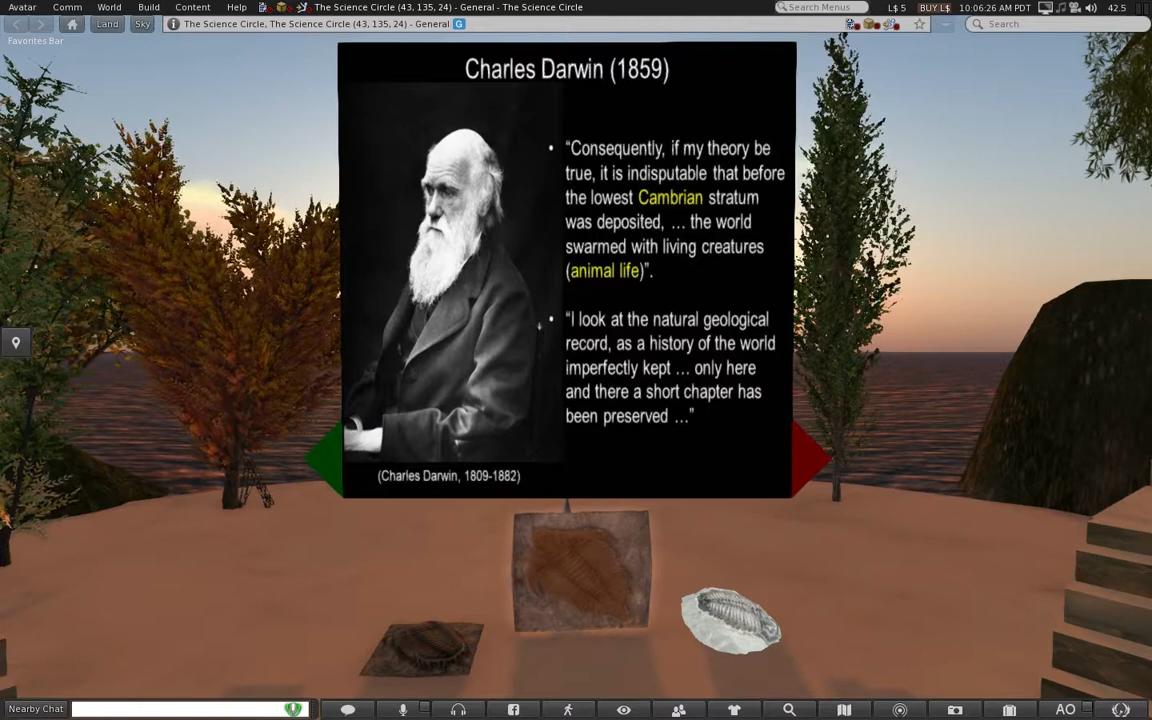 Avatar Comm World Build Content Help The Science Circle (43, 135, 24) - General - The Science Circle Search Menus L$ 5 BUY L$ 10:06:26 AM PDT 42.5
Land Sky The Science Circle, The Science Circle (43, 135, 24) - General G Search
Favorites Bar
Charles Darwin (1859)
• “Consequently, if my theory be
true, it is indisputable that before
the lowest Cambrian stratum
was deposited, ... the world
swarmed with living creatures
(animal life)”.
• “I look at the natural geological
record, as a history of the world
imperfectly kept ... only here
and there a short chapter has
been preserved ...”
(Charles Darwin, 1809-1882)
Nearby Chat AO